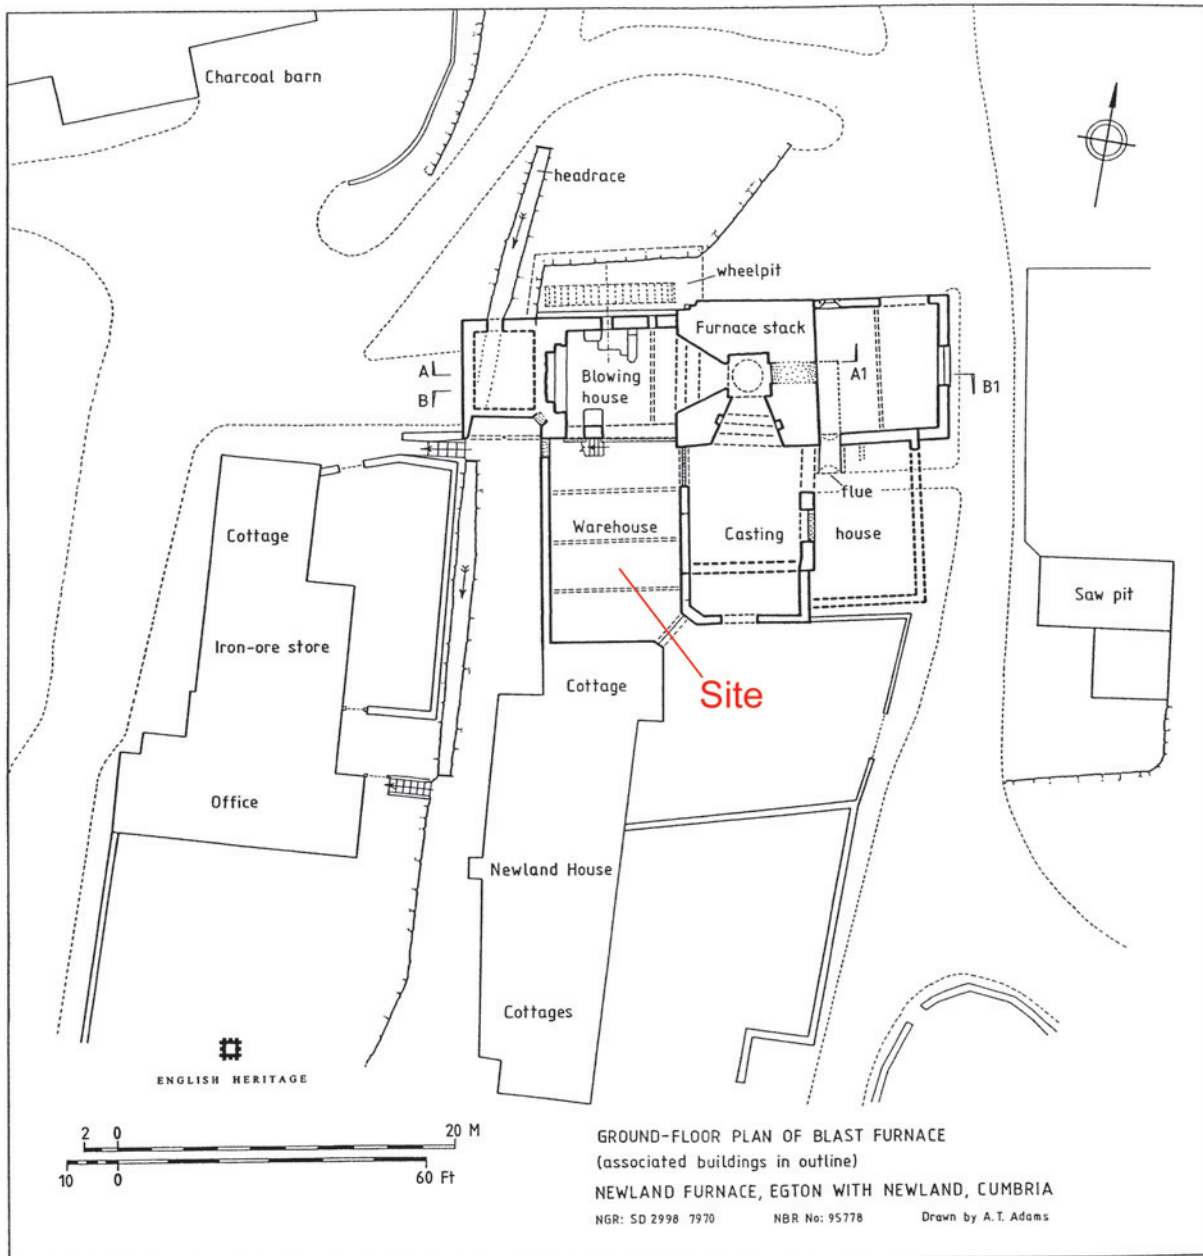 Charcoal barn
headrace
wheelpit
Furnace stack
A
A1
B
B1
Blowing
house
flue
Cottage
Warehouse
Casting
house
Saw pit
Iron-ore store
Cottage
Site
Office
Newland House
Cottages
ENGLISH HERITAGE
2 0 20 M
10 0 60 Ft
GROUND-FLOOR PLAN OF BLAST FURNACE
(associated buildings in outline)
NEWLAND FURNACE, EGTON WITH NEWLAND, CUMBRIA
NGR: SD 2998 7970 NBR No: 95778 Drawn by A.T. Adams